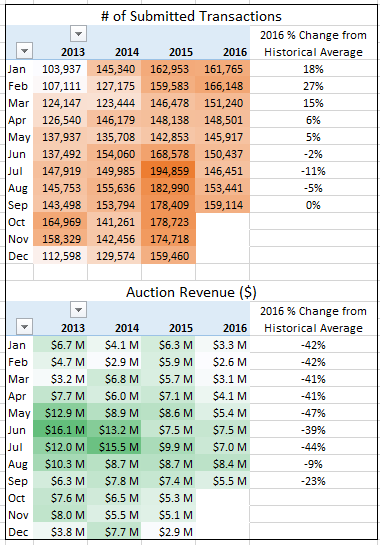 # of Submitted Transactions
2016 % Change from
2013 2014 2015 2016 Historical Average
Jan 103,937 145,340 162,953 161,765 18%
Feb 107,111 127,175 159,583 166,148 27%
Mar 124,147 123,444 146,478 151,240 15%
Apr 126,540 146,179 148,138 148,501 6%
May 137,937 135,708 142,853 145,917 5%
Jun 137,492 154,060 168,578 150,437 -2%
Jul 147,919 149,985 194,859 146,451 -11%
Aug 145,753 155,636 182,990 153,441 -5%
Sep 143,498 153,794 178,409 159,114 0%
Oct 164,969 141,261 178,723
Nov 158,329 142,456 174,718
Dec 112,598 129,574 159,460
Auction Revenue ($)
2016 % Change from
2013 2014 2015 2016 Historical Average
Jan $6.7 M $4.1 M $6.3 M $3.3 M -42%
Feb $4.7 M $2.9 M $5.9 M $2.6 M -42%
Mar $3.2 M $6.8 M $5.7 M $3.1 M -41%
Apr $7.7 M $6.0 M $7.1 M $4.1 M -41%
May $12.9 M $8.9 M $8.6 M $5.4 M -47%
Jun $16.1 M $13.2 M $7.5 M $7.5 M -39%
Jul $12.0 M $15.5 M $9.9 M $7.0 M -44%
Aug $10.3 M $8.7 M $8.7 M $8.4 M -9%
Sep $6.3 M $7.8 M $7.4 M $5.5 M -23%
Oct $7.6 M $6.5 M $5.3 M
Nov $8.0 M $5.5 M $5.1 M
Dec $3.8 M $7.7 M $2.9 M